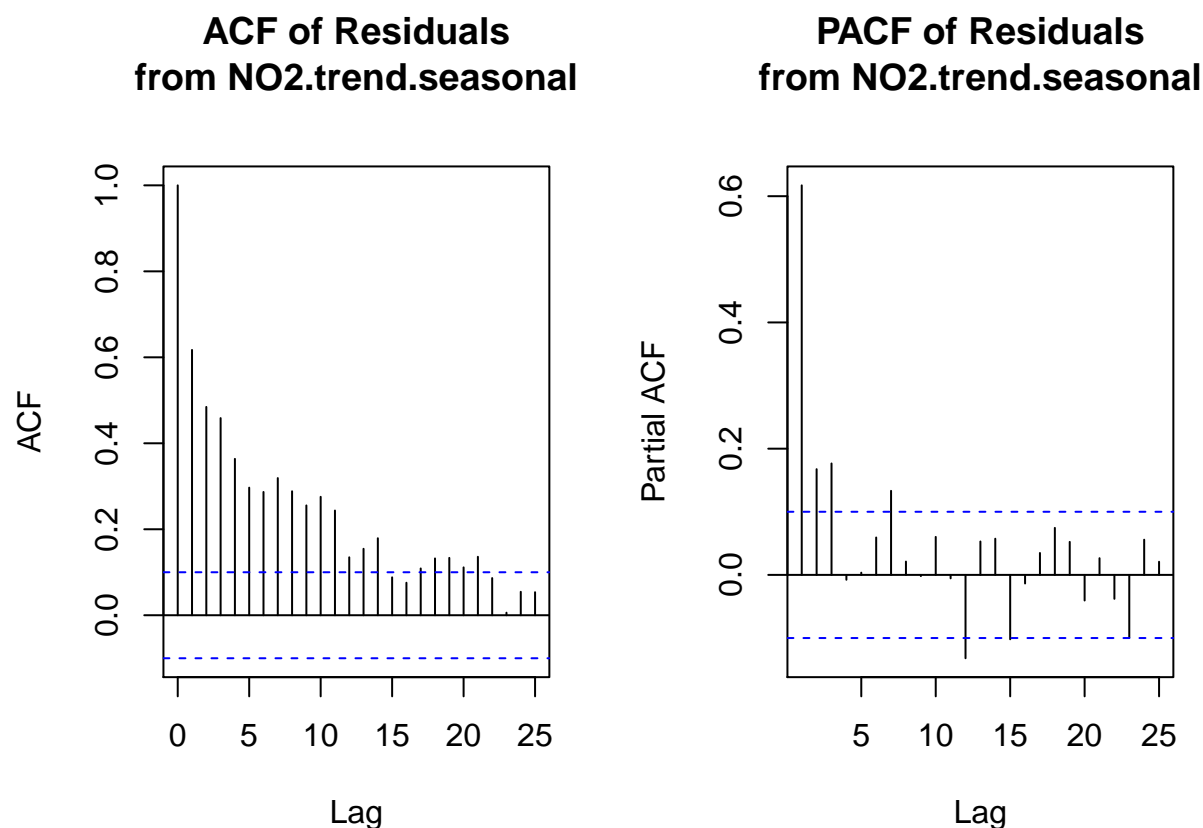 ACF of Residuals
from NO2.trend.seasonal
ACF
1.0
0.8
0.6
0.4
0.2
0.0
0 5 10 15 20 25
Lag
PACF of Residuals
from NO2.trend.seasonal
Partial ACF
0.6
0.4
0.2
0.0
5 10 15 20 25
Lag